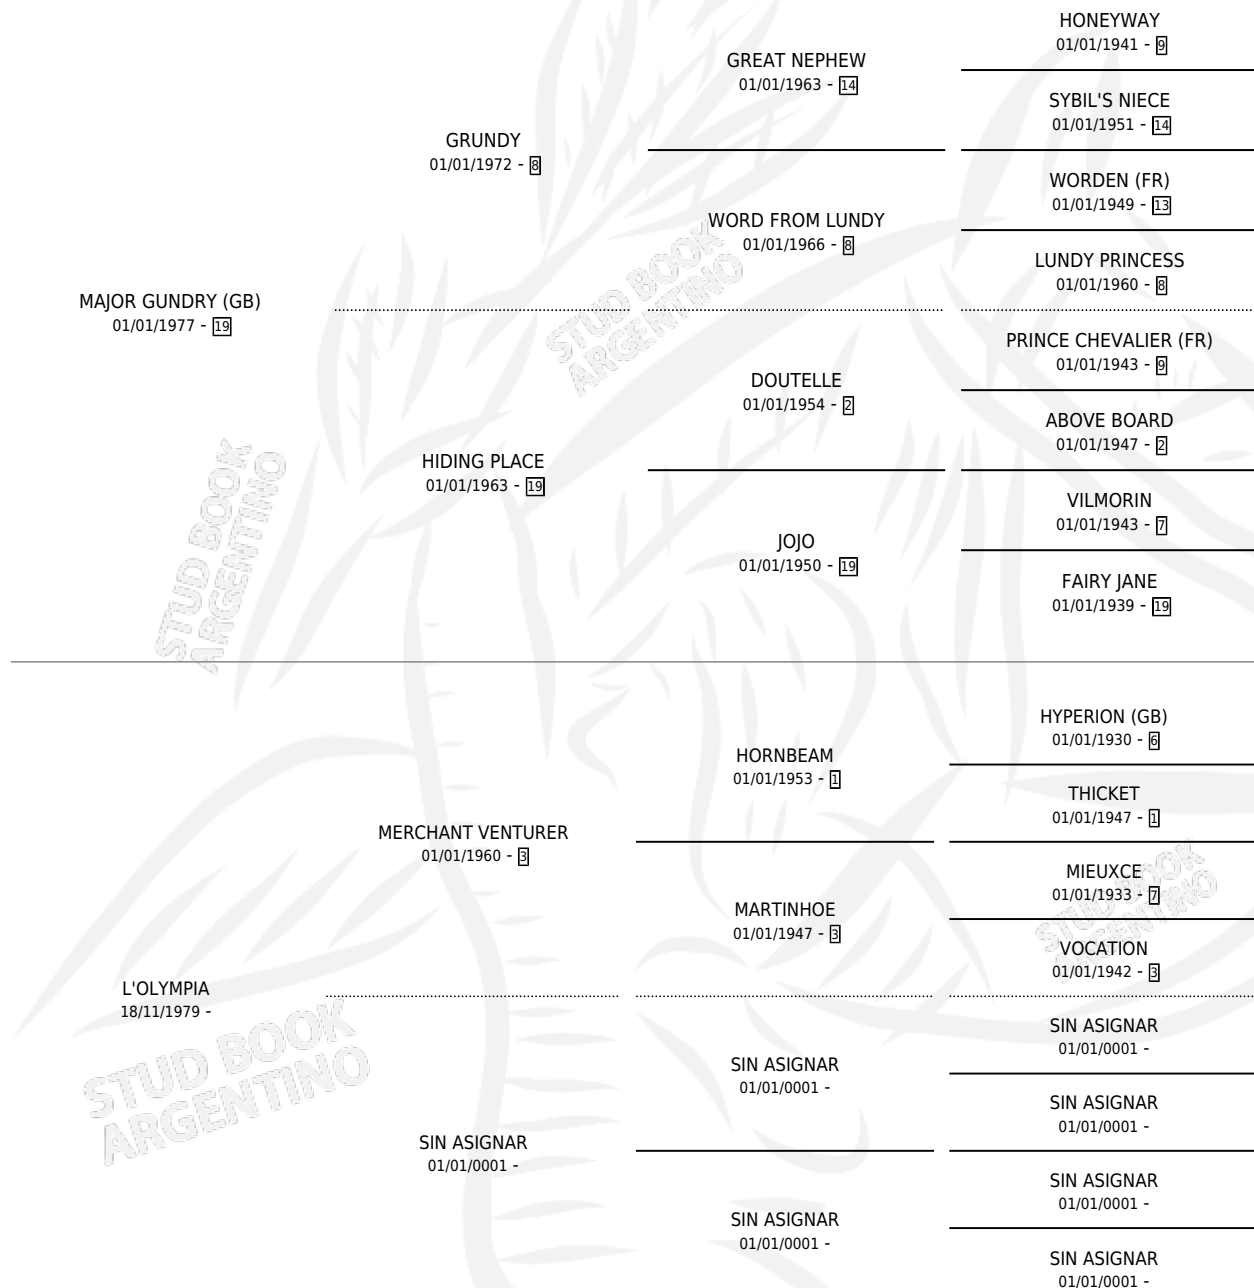 HONEYWAY
01/01/1941 - 9
GREAT NEPHEW
01/01/1963 - 14
SYBIL'S NIECE
01/01/1951 - 14
GRUNDY
01/01/1972 - 8
WORDEN (FR)
01/01/1949 - 13
WORD FROM LUNDY
01/01/1966 - 8
LUNDY PRINCESS
01/01/1960 - 8
MAJOR GUNDRY (GB)
01/01/1977 - 19
PRINCE CHEVALIER (FR)
01/01/1943 - 9
DOUTELLE
01/01/1954 - 2
ABOVE BOARD
01/01/1947 - 2
HIDING PLACE
01/01/1963 - 19
VILMORIN
01/01/1943 - 7
JOJO
01/01/1950 - 19
FAIRY JANE
01/01/1939 - 19
HYPERION (GB)
01/01/1930 - 6
HORNBEAM
01/01/1953 - 1
THICKET
01/01/1947 - 1
MERCHANT VENTURER
01/01/1960 - 3
MIEUXCE
01/01/1933 - 7
MARTINHOE
01/01/1947 - 3
VOCATION
01/01/1942 - 3
L'OLYMPIA
18/11/1979 -
SIN ASIGNAR
01/01/0001 -
SIN ASIGNAR
01/01/0001 -
SIN ASIGNAR
01/01/0001 -
SIN ASIGNAR
01/01/0001 -
SIN ASIGNAR
01/01/0001 -
SIN ASIGNAR
01/01/0001 -
SIN ASIGNAR
01/01/0001 -
STUD BOOK
ARGENTINO
STUD BOOK
ARGENTINO
STUD BOOK
ARGENTINO
STUD BOOK
ARGENTINO